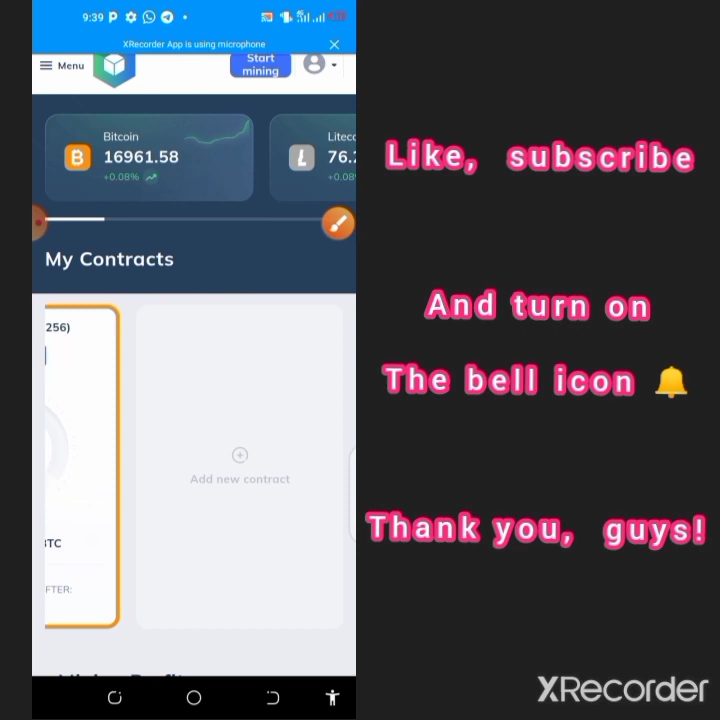 9:39
XRecorder App is using microphone
Menu
Start
mining
Bitcoin
16961.58
+0.08%
My Contracts
256)
Add new contract
FTER:
Like, subscribe
And turn on
The bell icon 🔔
Thank you, guys!
XRecorder